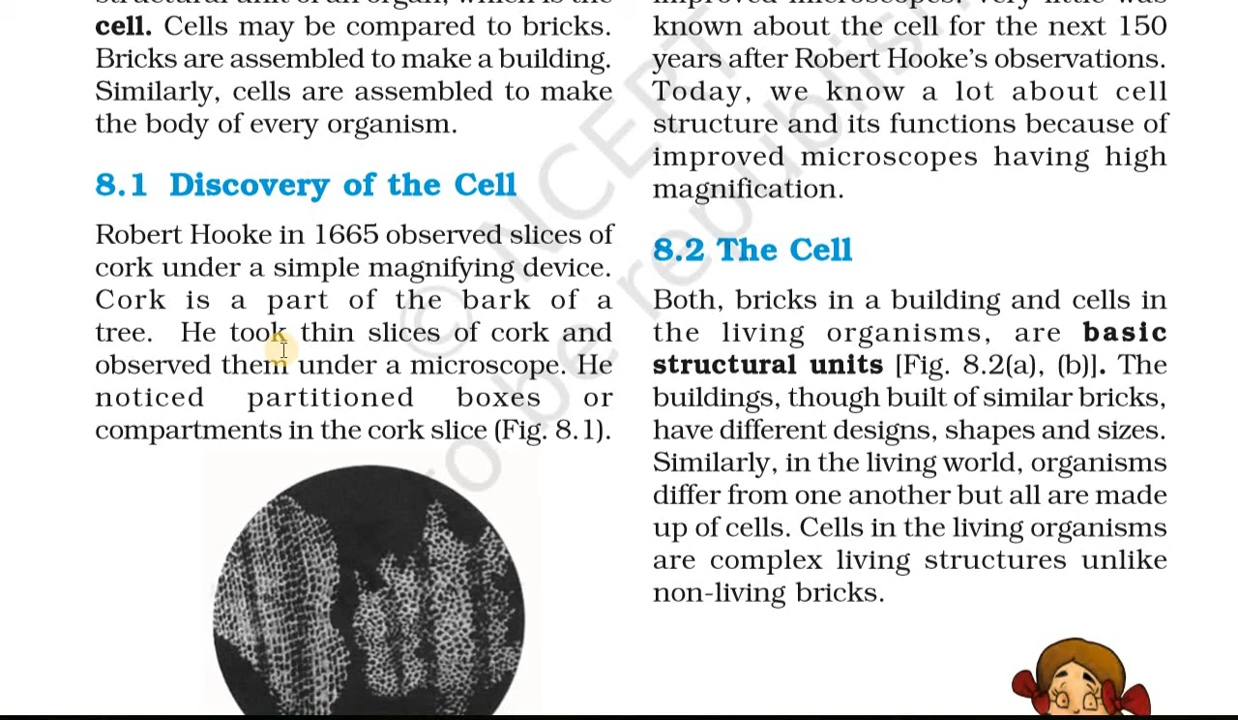 cell. Cells may be compared to bricks.
Bricks are assembled to make a building.
Similarly, cells are assembled to make
the body of every organism.
8.1 Discovery of the Cell
Robert Hooke in 1665 observed slices of
cork under a simple magnifying device.
Cork is a part of the bark of a
tree. He took thin slices of cork and
observed them under a microscope. He
noticed partitioned boxes or
compartments in the cork slice (Fig. 8.1).
known about the cell for the next 150
years after Robert Hooke’s observations.
Today, we know a lot about cell
structure and its functions because of
improved microscopes having high
magnification.
8.2 The Cell
Both, bricks in a building and cells in
the living organisms, are basic
structural units [Fig. 8.2(a), (b)]. The
buildings, though built of similar bricks,
have different designs, shapes and sizes.
Similarly, in the living world, organisms
differ from one another but all are made
up of cells. Cells in the living organisms
are complex living structures unlike
non-living bricks.
© NCERT
to be republis